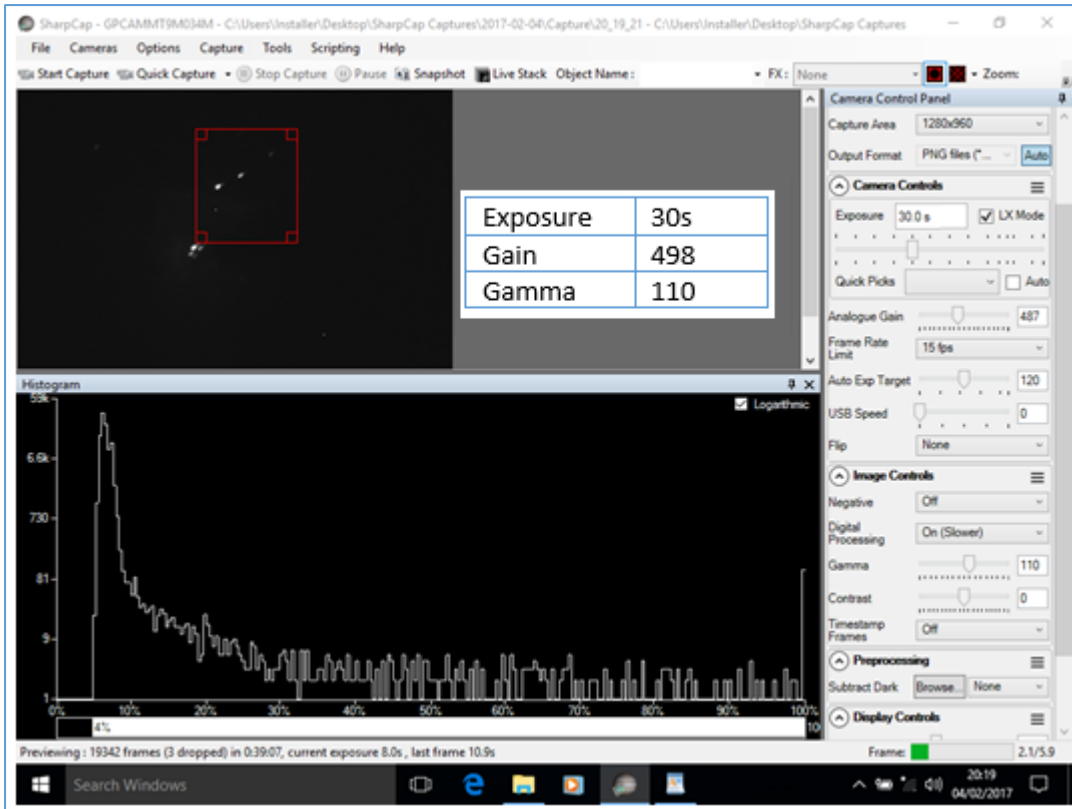 SharpCap - GPCAMMT9M034M - C:\Users\Installer\Desktop\SharpCap Captures\2017-02-04\Capture\20_19_21 - C:\Users\Installer\Desktop\SharpCap Captures
File Cameras Options Capture Tools Scripting Help
Start Capture Quick Capture Stop Capture Pause Snapshot Live Stack Object Name: FX: None Zoom:
Camera Control Panel
Capture Area 1280x960
Output Format PNG files (*... Auto
Camera Controls
Exposure 30.0 s LX Mode
Quick Picks Auto
Analogue Gain 487
Frame Rate
Limit
15 fps
Auto Exp Target 120
USB Speed 0
Flip None
Image Controls
Negative Off
Digital
Processing
On (Slower)
Gamma 110
Contrast 0
Timestamp
Frames
Off
Preprocessing
Subtract Dark Browse... None
Display Controls
Exposure 30s
Gain 498
Gamma 110
Histogram
Logarithmic
59k
6.6k
730
81
9
1
0% 10% 20% 30% 40% 50% 60% 70% 80% 90% 100%
4% 10
Previewing : 19342 frames (3 dropped) in 0:39:07, current exposure 8.0s , last frame 10.9s Frame: 2.1/5.9
Search Windows
20:19
04/02/2017